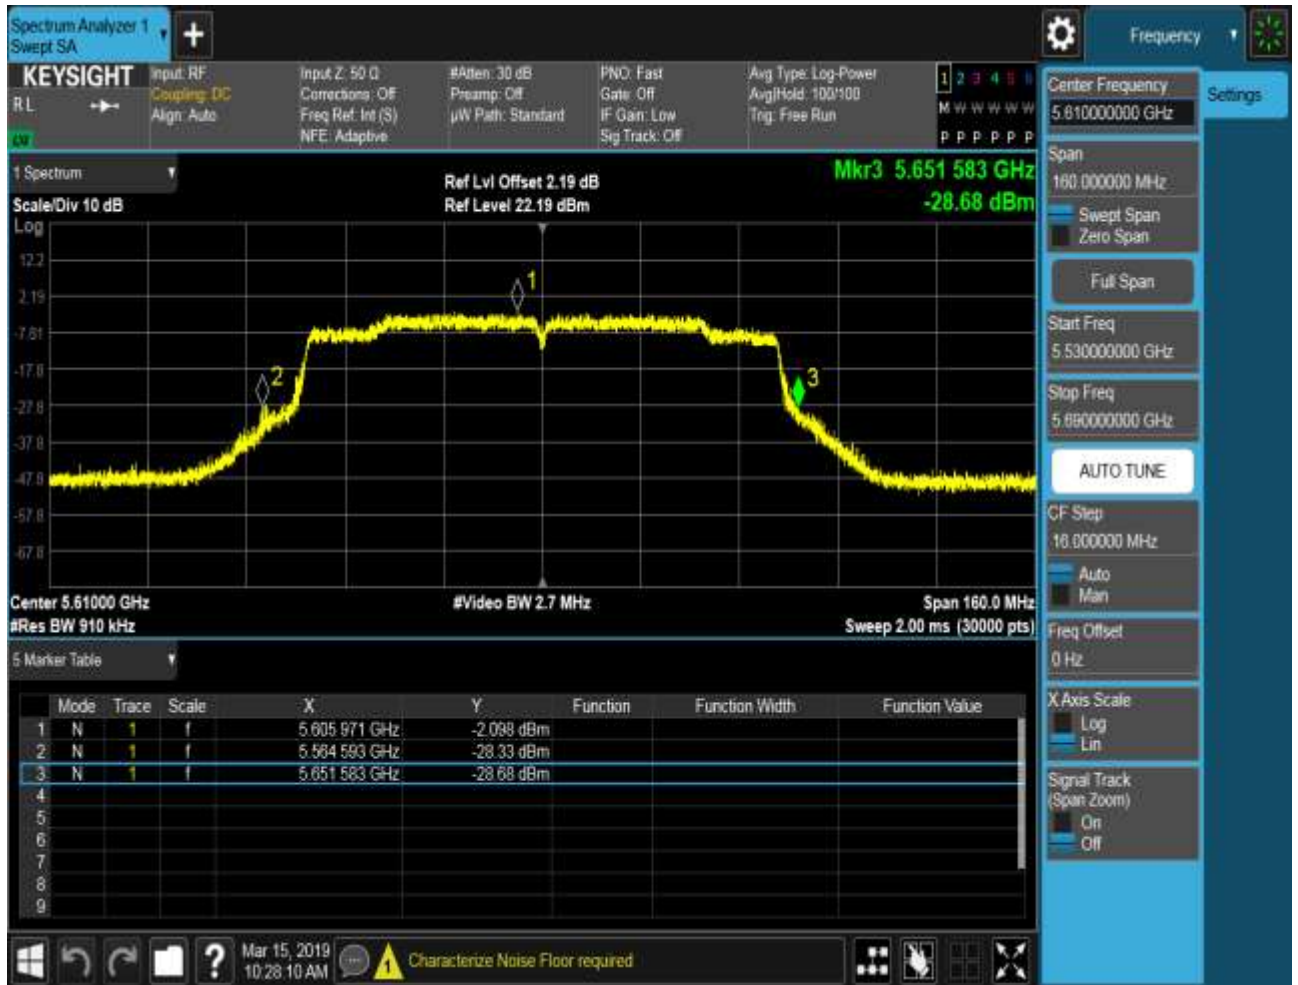 Spectrum Analyzer 1
Swept SA
+
Frequency
KEYSIGHT
RL
Input: RF
Coupling: DC
Align: Auto
Input Z: 50 Ω
Corrections: Off
Freq Ref: Int (S)
NFE: Adaptive
#Atten: 30 dB
Preamp: Off
µW Path: Standard
PNO: Fast
Gate: Off
IF Gain: Low
Sig Track: Off
Avg Type: Log-Power
Avg|Hold: 100/100
Trig: Free Run
1 2 3 4 5 6
M W W W W W
P P P P P P
1 Spectrum
Scale/Div 10 dB
Ref Lvl Offset 2.19 dB
Ref Level 22.19 dBm
Mkr3 5.651 583 GHz
-28.68 dBm
Log
12.2
2.19
-7.81
-17.8
-27.8
-37.8
-47.8
-57.8
-67.8
1
2
3
Center 5.61000 GHz
#Video BW 2.7 MHz
Span 160.0 MHz
#Res BW 910 kHz
Sweep 2.00 ms (30000 pts)
5 Marker Table
Mode Trace Scale X Y Function Function Width Function Value
1 N 1 f 5.605 971 GHz -2.098 dBm
2 N 1 f 5.564 593 GHz -28.33 dBm
3 N 1 f 5.651 583 GHz -28.68 dBm
4
5
6
7
8
9
Mar 15, 2019
10:28:10 AM
?
1
Characterize Noise Floor required
Center Frequency
5.610000000 GHz
Settings
Span
160.000000 MHz
Swept Span
Zero Span
Full Span
Start Freq
5.530000000 GHz
Stop Freq
5.690000000 GHz
AUTO TUNE
CF Step
16.000000 MHz
Auto
Man
Freq Offset
0 Hz
X Axis Scale
Log
Lin
Signal Track
(Span Zoom)
On
Off